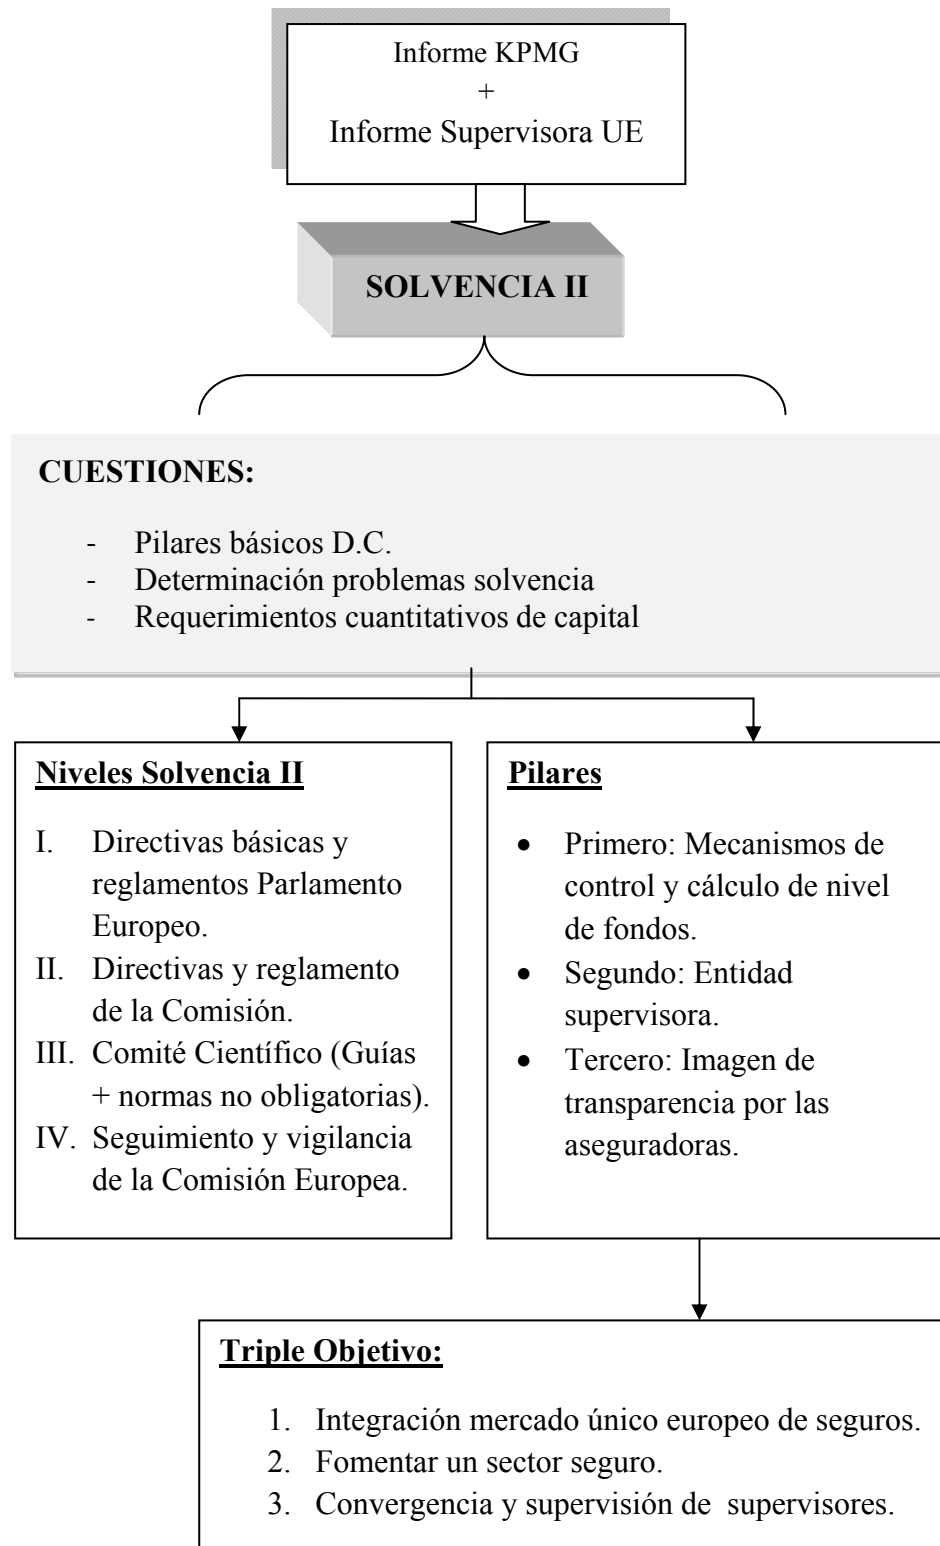 Informe KPMG
+
Informe Supervisora UE
SOLVENCIA II
CUESTIONES:
- Pilares básicos D.C.
- Determinación problemas solvencia
- Requerimientos cuantitativos de capital
Niveles Solvencia II
I. Directivas básicas y
reglamentos Parlamento
Europeo.
II. Directivas y reglamento
de la Comisión.
III. Comité Científico (Guías
+ normas no obligatorias).
IV. Seguimiento y vigilancia
de la Comisión Europea.
Pilares
• Primero: Mecanismos de
control y cálculo de nivel
de fondos.
• Segundo: Entidad
supervisora.
• Tercero: Imagen de
transparencia por las
aseguradoras.
Triple Objetivo:
1. Integración mercado único europeo de seguros.
2. Fomentar un sector seguro.
3. Convergencia y supervisión de supervisores.